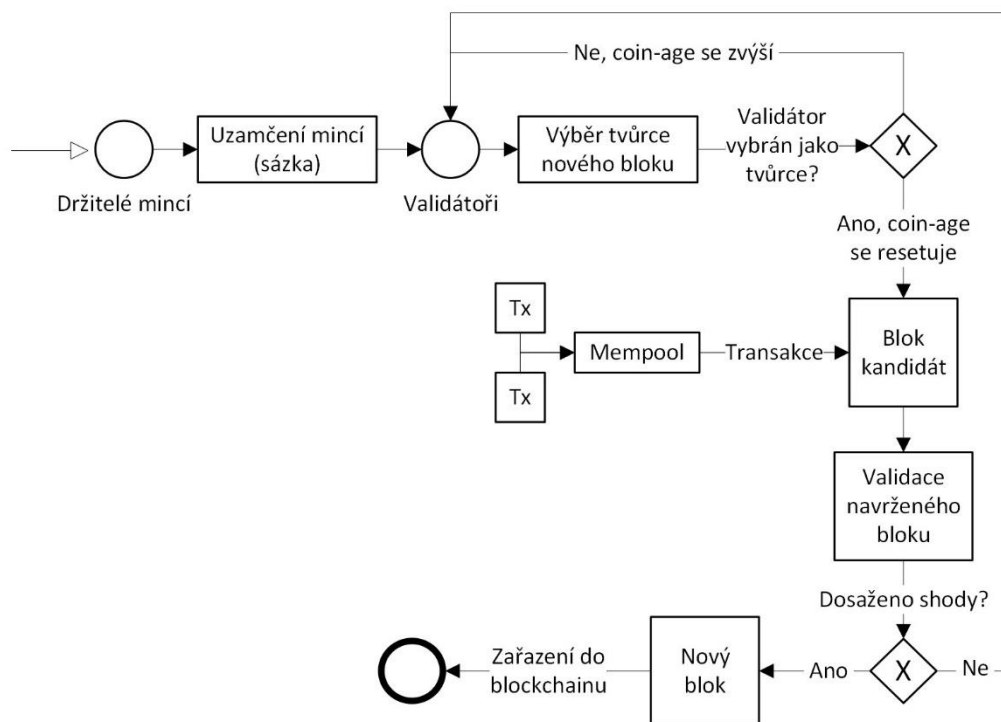 Ne, coin-age se zvýší
Uzamčení mincí
(sázka)
Výběr tvůrce
nového bloku
Validátor
vybrán jako
tvůrce?
X
Držitelé mincí
Validátoři
Ano, coin-age
se resetuje
Tx
Mempool
Transakce
Blok
kandidát
Tx
Validace
navrženého
bloku
Dosaženo shody?
Zařazení do
blockchainu
Nový
blok
Ano
X
Ne